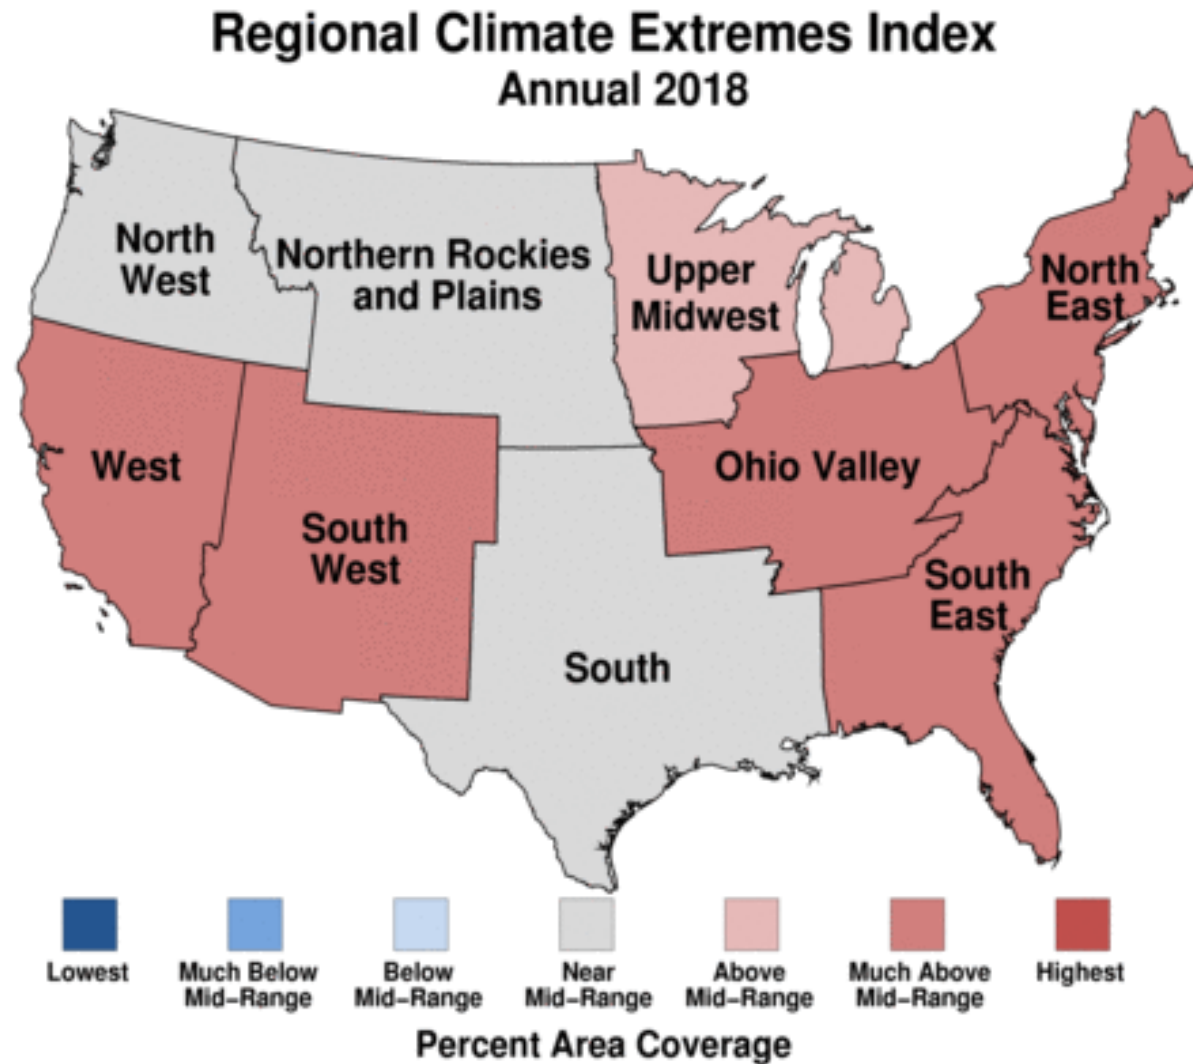 Regional Climate Extremes Index
Annual 2018
North
West
Northern Rockies
and Plains
Upper
Midwest
North
East
West
South
West
Ohio Valley
South
East
South
Lowest
Much Below
Mid-Range
Below
Mid-Range
Near
Mid-Range
Above
Mid-Range
Much Above
Mid-Range
Highest
Percent Area Coverage